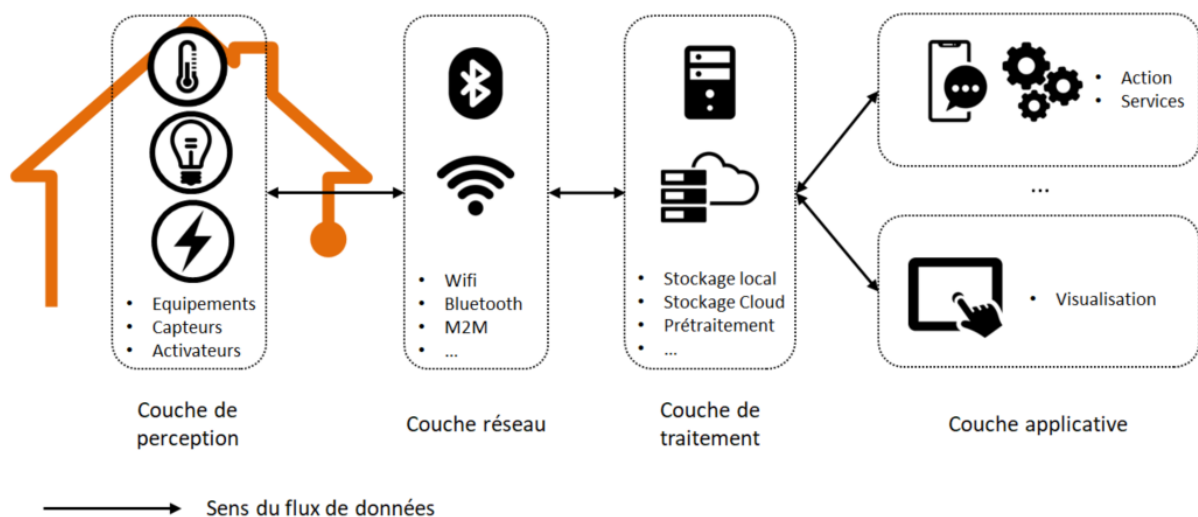 • Equipements
• Capteurs
• Activateurs
• Wifi
• Bluetooth
• M2M
• ...
• Stockage local
• Stockage Cloud
• Prétraitement
• ...
• Action
• Services
...
• Visualisation
Couche de
perception
Couche réseau
Couche de
traitement
Couche applicative
Sens du flux de données